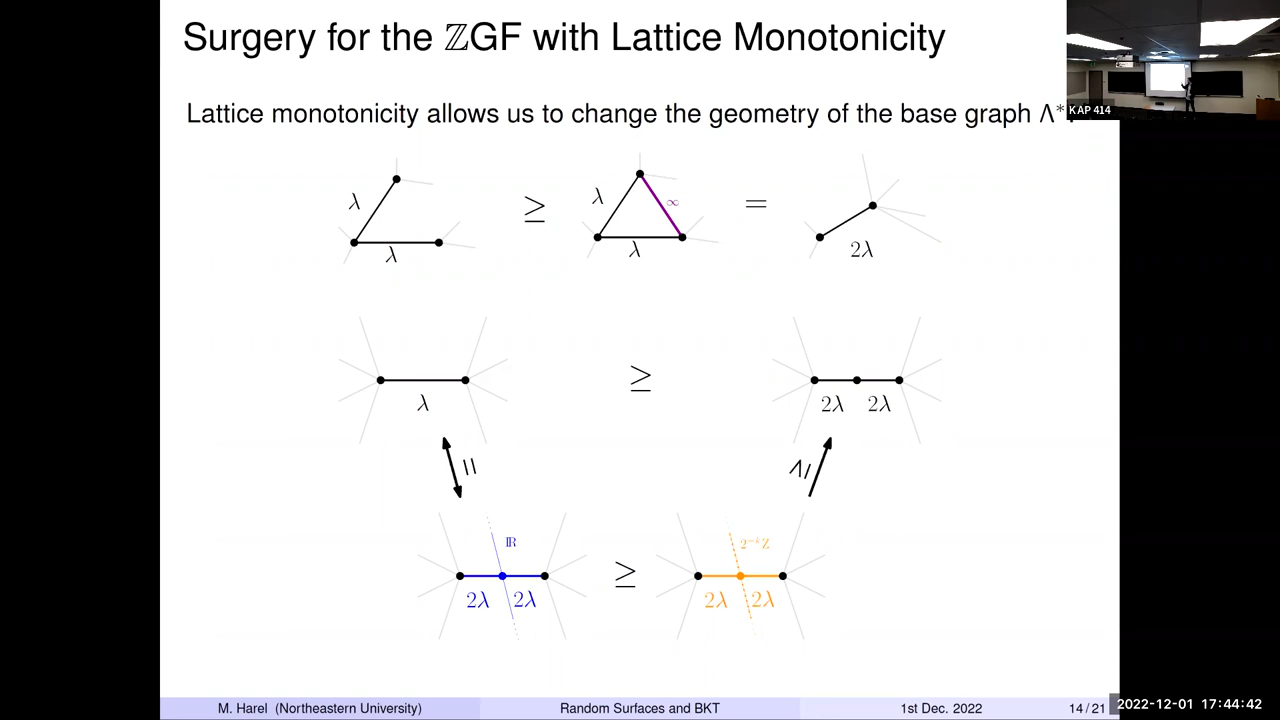 Surgery for the ℤGF with Lattice Monotonicity
KAP 414
Lattice monotonicity allows us to change the geometry of the base graph Λ*.
λ
λ
≥
λ
∞
λ
=
2λ
λ
≥
2λ 2λ
=
≥
ℝ
2λ 2λ
≥
2⁻ᵏℤ
2λ 2λ
M. Harel (Northeastern University) Random Surfaces and BKT 1st Dec. 2022 14 / 21
2022-12-01 17:44:42